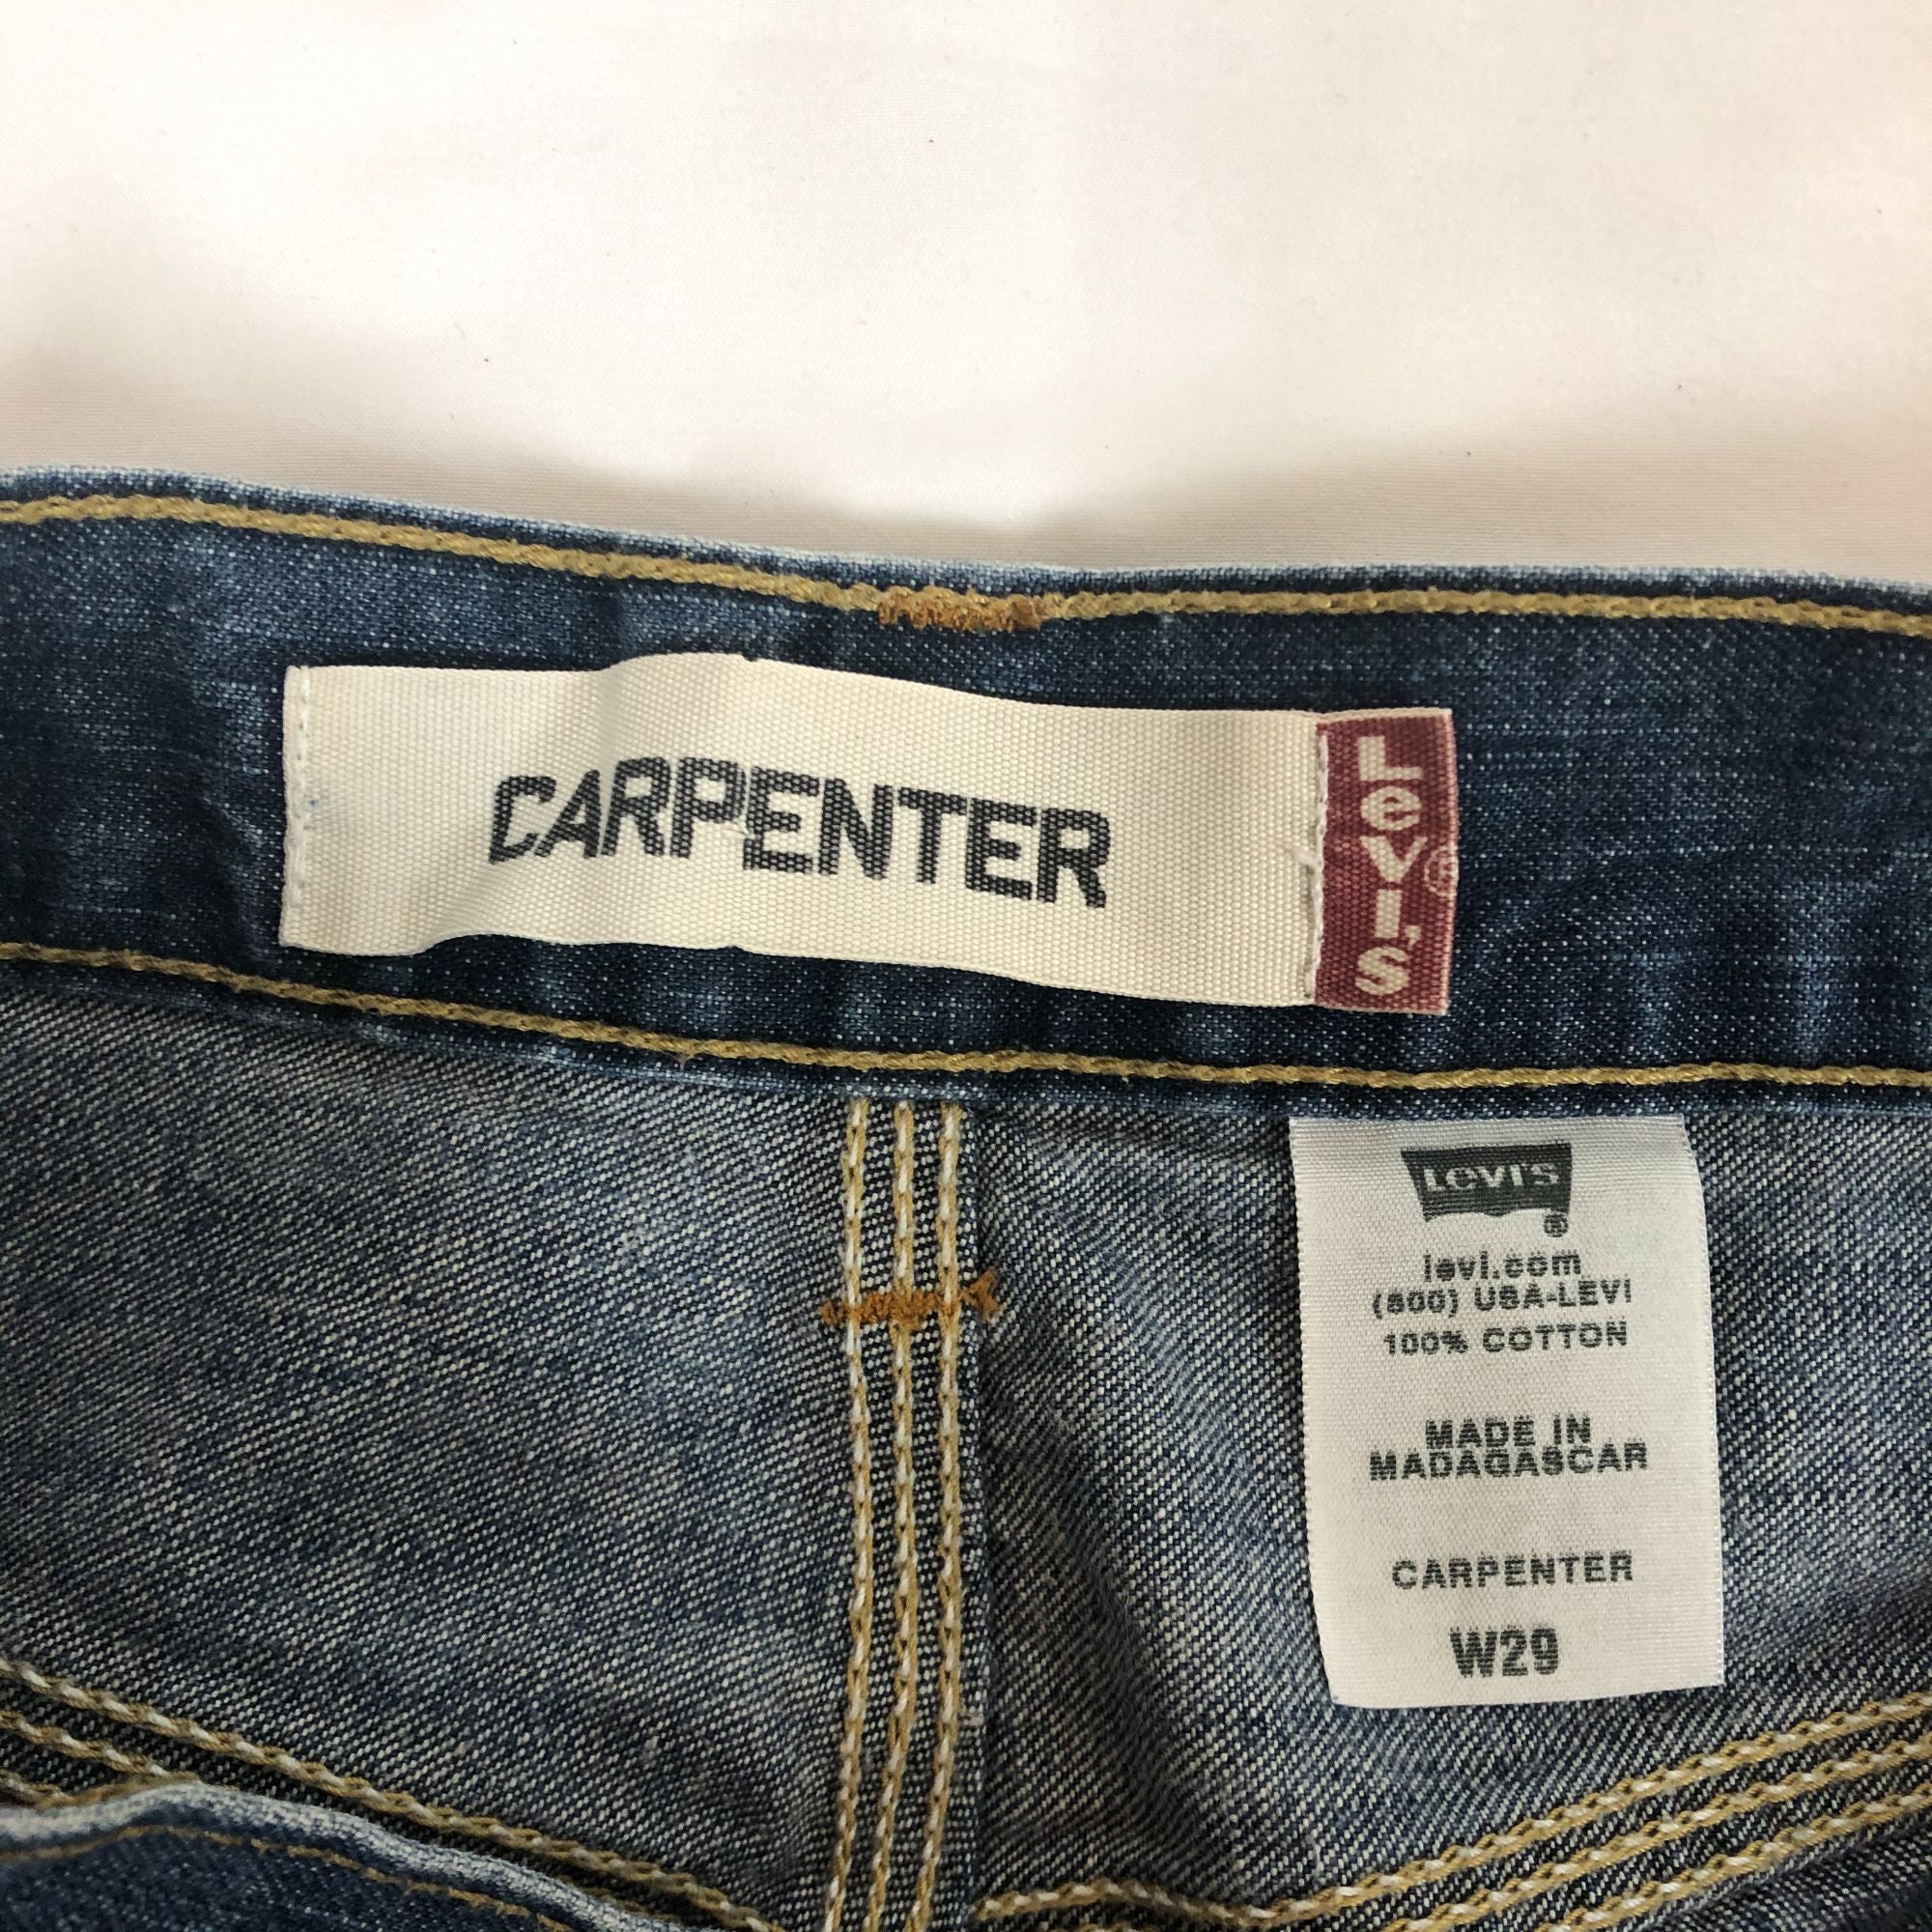 CARPENTER
LEVI'S®
LEVI'S®
levi.com
(800) USA-LEVI
100% COTTON
MADE IN
MADAGASCAR
CARPENTER
W29